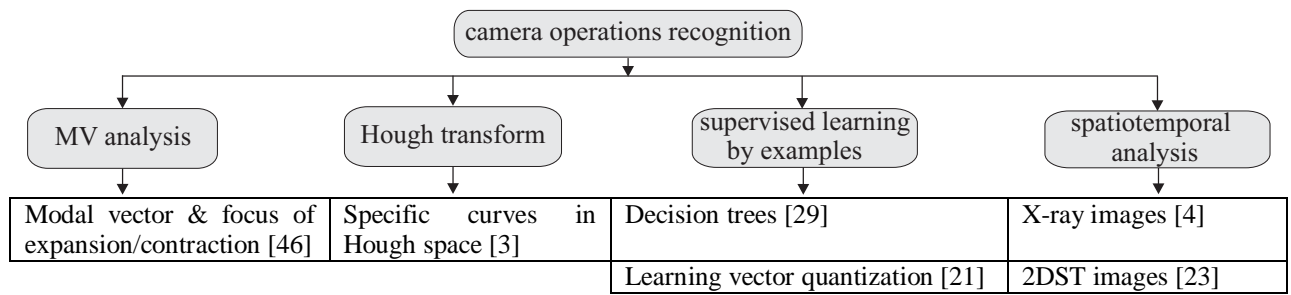 camera operations recognition
MV analysis
Hough transform
supervised learning
by examples
spatiotemporal
analysis
Modal vector & focus of
expansion/contraction [46]
Specific curves in
Hough space [3]
Decision trees [29]
X-ray images [4]
Learning vector quantization [21]
2DST images [23]